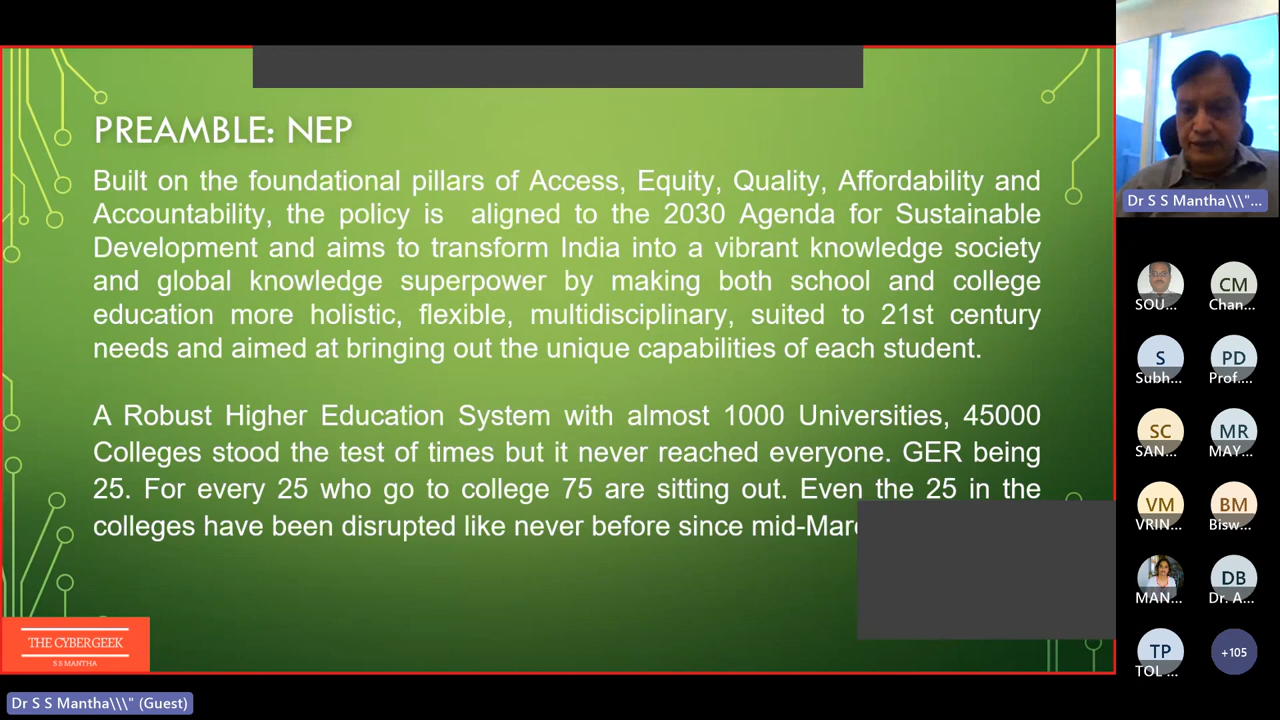 PREAMBLE: NEP
Built on the foundational pillars of Access, Equity, Quality, Affordability and
Accountability, the policy is aligned to the 2030 Agenda for Sustainable
Development and aims to transform India into a vibrant knowledge society
and global knowledge superpower by making both school and college
education more holistic, flexible, multidisciplinary, suited to 21st century
needs and aimed at bringing out the unique capabilities of each student.
A Robust Higher Education System with almost 1000 Universities, 45000
Colleges stood the test of times but it never reached everyone. GER being
25. For every 25 who go to college 75 are sitting out. Even the 25 in the
colleges have been disrupted like never before since
THE CYBERGEEK
S S MANTHA
Dr S S Mantha\\\" (Guest)
Dr S S Mantha\\\"...
SOU...
CM
Chan...
S
Subh...
PD
Prof....
SC
SAN...
MR
MAY...
VM
VRIN...
BM
Bisw...
MAN...
DB
Dr. A...
TP
TOL ...
+105